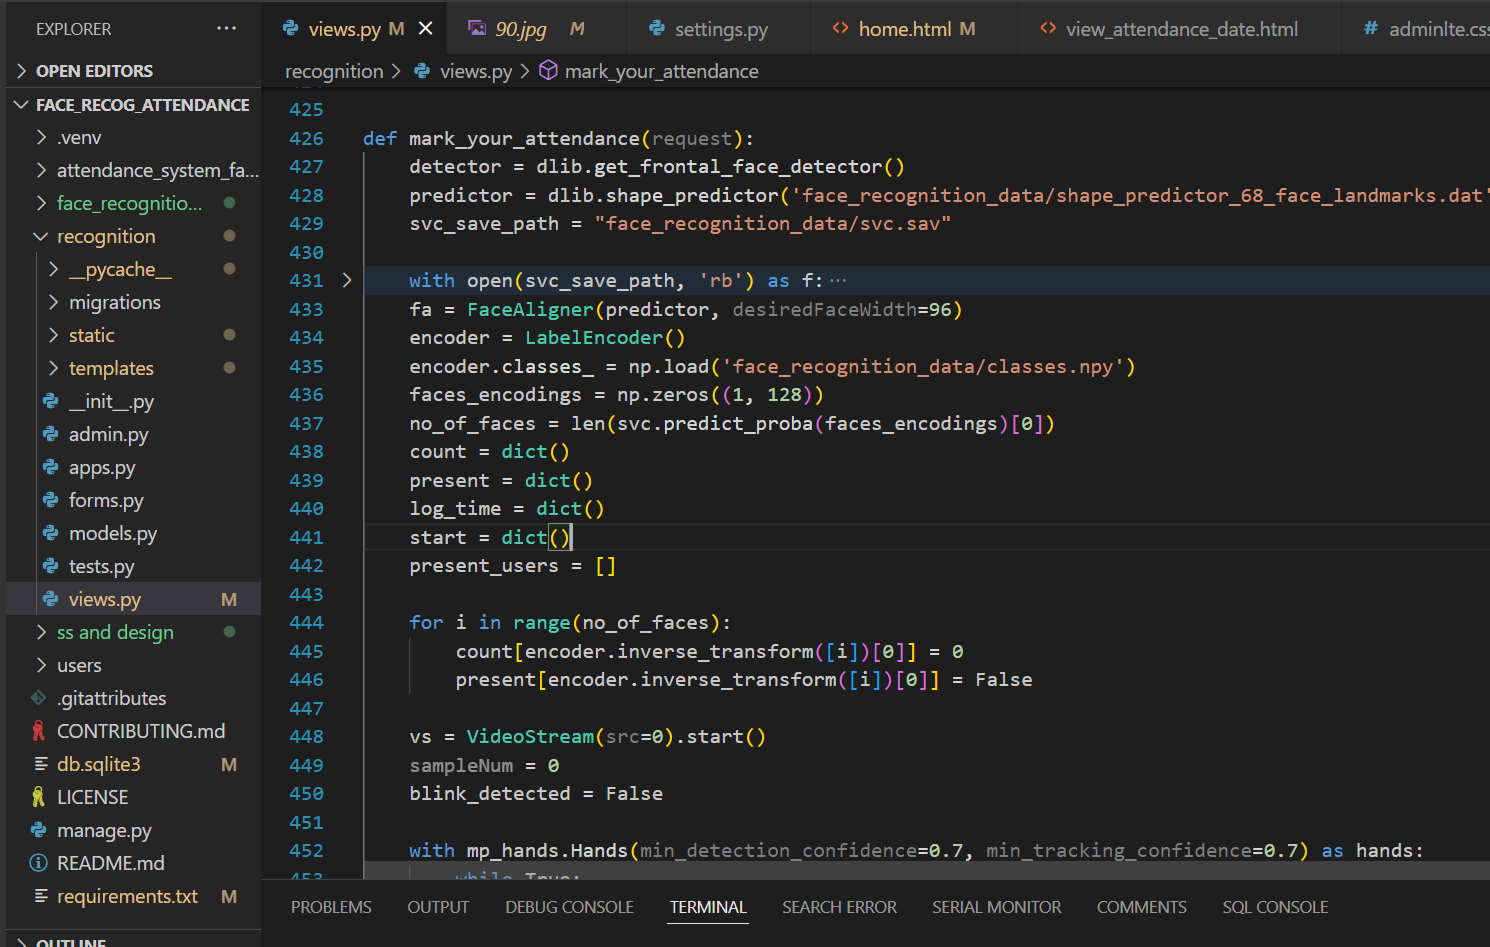 EXPLORER
···
views.py M
90.jpg M
settings.py
home.html M
view_attendance_date.html
# adminlte.cs
OPEN EDITORS
recognition > views.py > mark_your_attendance
FACE_RECOG_ATTENDANCE
.venv
attendance_system_fa...
face_recognitio...
recognition
__pycache__
migrations
static
templates
__init__.py
admin.py
apps.py
forms.py
models.py
tests.py
views.py M
ss and design
users
.gitattributes
CONTRIBUTING.md
db.sqlite3 M
LICENSE
manage.py
README.md
requirements.txt M
OUTLINE
425
426 def mark_your_attendance(request):
427 detector = dlib.get_frontal_face_detector()
428 predictor = dlib.shape_predictor('face_recognition_data/shape_predictor_68_face_landmarks.dat'
429 svc_save_path = "face_recognition_data/svc.sav"
430
431 with open(svc_save_path, 'rb') as f:···
433 fa = FaceAligner(predictor, desiredFaceWidth=96)
434 encoder = LabelEncoder()
435 encoder.classes_ = np.load('face_recognition_data/classes.npy')
436 faces_encodings = np.zeros((1, 128))
437 no_of_faces = len(svc.predict_proba(faces_encodings)[0])
438 count = dict()
439 present = dict()
440 log_time = dict()
441 start = dict()
442 present_users = []
443
444 for i in range(no_of_faces):
445 count[encoder.inverse_transform([i])[0]] = 0
446 present[encoder.inverse_transform([i])[0]] = False
447
448 vs = VideoStream(src=0).start()
449 sampleNum = 0
450 blink_detected = False
451
452 with mp_hands.Hands(min_detection_confidence=0.7, min_tracking_confidence=0.7) as hands:
453 while True:
PROBLEMS OUTPUT DEBUG CONSOLE TERMINAL SEARCH ERROR SERIAL MONITOR COMMENTS SQL CONSOLE